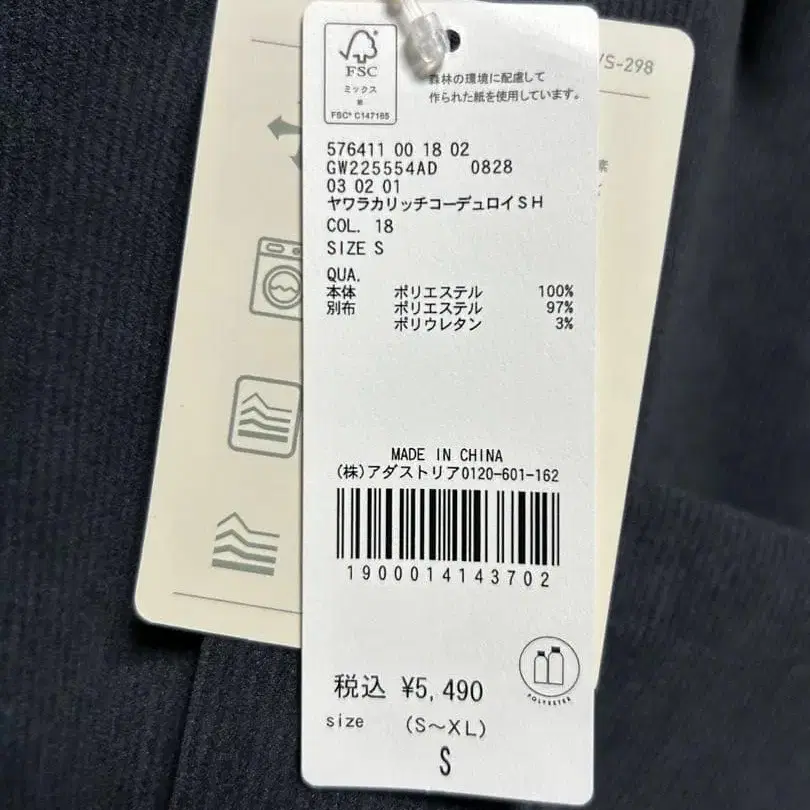 FSC
ミックス
紙
FSC® C147165
森林の環境に配慮して
作られた紙を使用しています。
/S-298
576411 00 18 02
GW225554AD 0828
03 02 01
ヤワラカリッチコーデュロイSH
COL. 18
SIZE S
QUA.
本体 ポリエステル 100%
別布 ポリエステル 97%
ポリウレタン 3%
MADE IN CHINA
(株)アダストリア0120-601-162
1900014143702
POLYESTER
税込 ¥5,490
size (S〜XL)
S